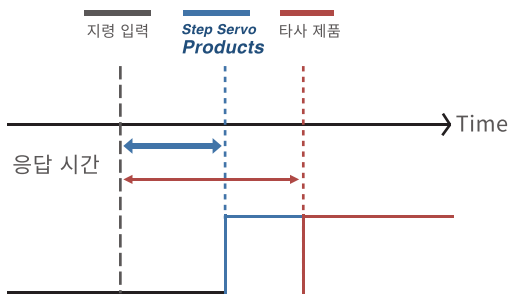 지령 입력
Step Servo
Products
타사 제품
Time
응답 시간